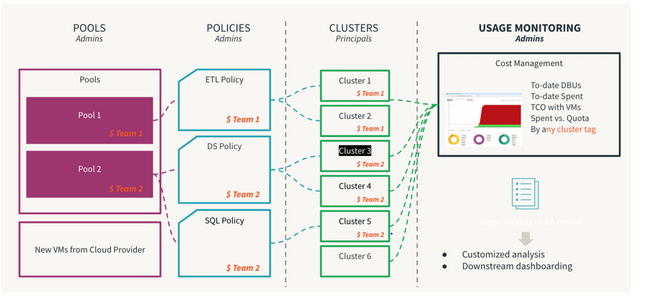 POOLS
Admins
Pools
Pool 1
$ Team 1
Pool 2
$ Team 2
New VMs from Cloud Provider
POLICIES
Admins
ETL Policy
$ Team 1
DS Policy
$ Team 2
SQL Policy
$ Team 2
CLUSTERS
Principals
Cluster 1
$ Team 1
Cluster 2
$ Team 1
Cluster 3
$ Team 2
Cluster 4
$ Team 2
Cluster 5
$ Team 2
Cluster 6
USAGE MONITORING
Admins
Cost Management
To-date DBUs
To-date Spent
TCO with VMs
Spent vs. Quota
By any cluster tag
● Customized analysis
● Downstream dashboarding